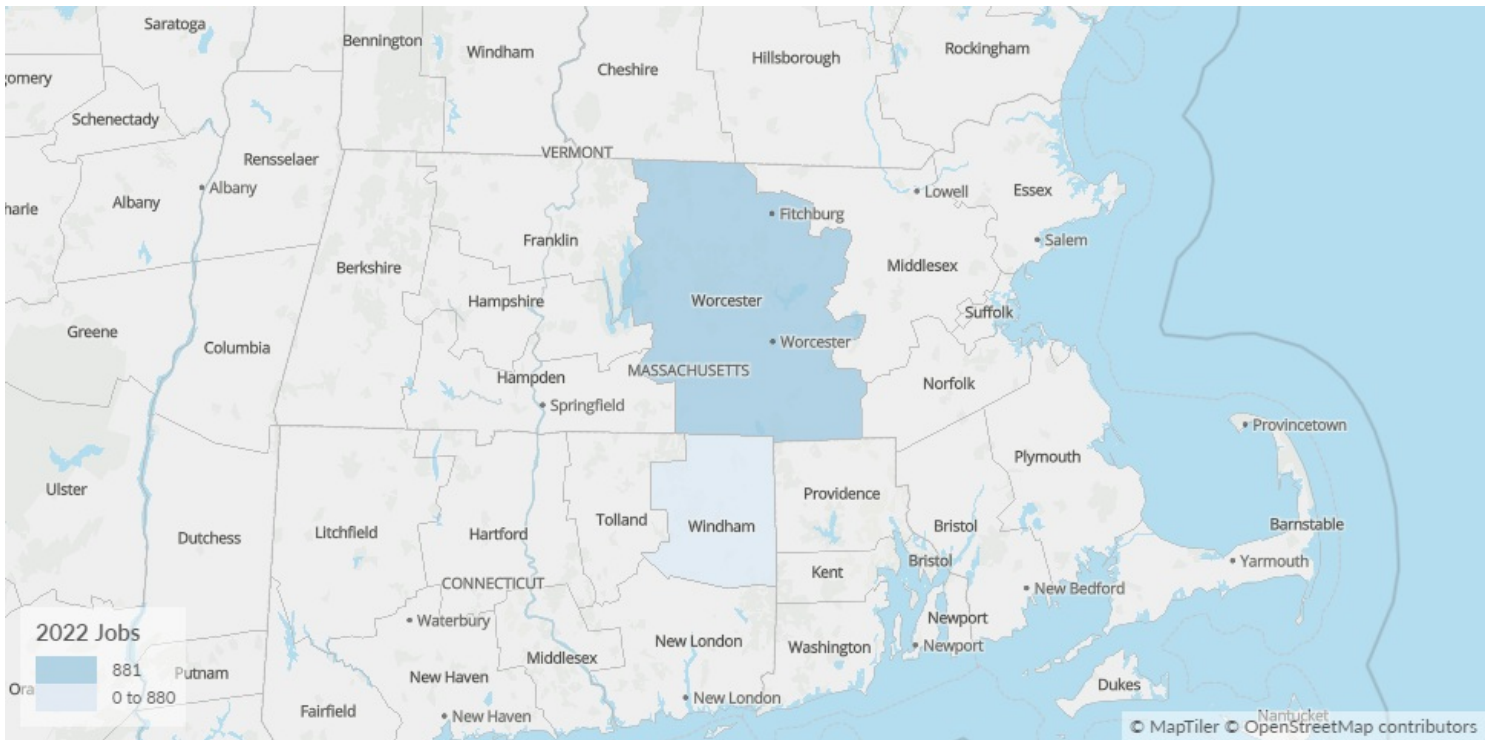 Saratoga
Bennington
Windham
Cheshire
Hillsborough
Rockingham
gomery
Schenectady
Rensselaer
VERMONT
Albany
Albany
harie
Lowell
Essex
Fitchburg
Salem
Franklin
Berkshire
Middlesex
Hampshire
Worcester
Suffolk
Greene
Columbia
Worcester
MASSACHUSETTS
Hampden
Norfolk
Springfield
Provincetown
Plymouth
Ulster
Providence
Litchfield
Hartford
Tolland
Windham
Bristol
Barnstable
Dutchess
Bristol
Yarmouth
Kent
CONNECTICUT
New Bedford
Waterbury
Newport
2022 Jobs
New London
Washington
Newport
Middlesex
881
Putnam
New Haven
Dukes
Ora
0 to 880
New London
Fairfield
New Haven
Nantucket
© MapTiler © OpenStreetMap contributors